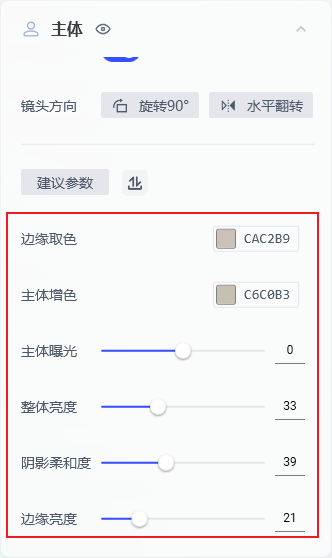 主体
镜头方向 旋转90° 水平翻转
建议参数
边缘取色 CAC2B9
主体增色 C6C0B3
主体曝光 0
整体亮度 33
阴影柔和度 39
边缘亮度 21